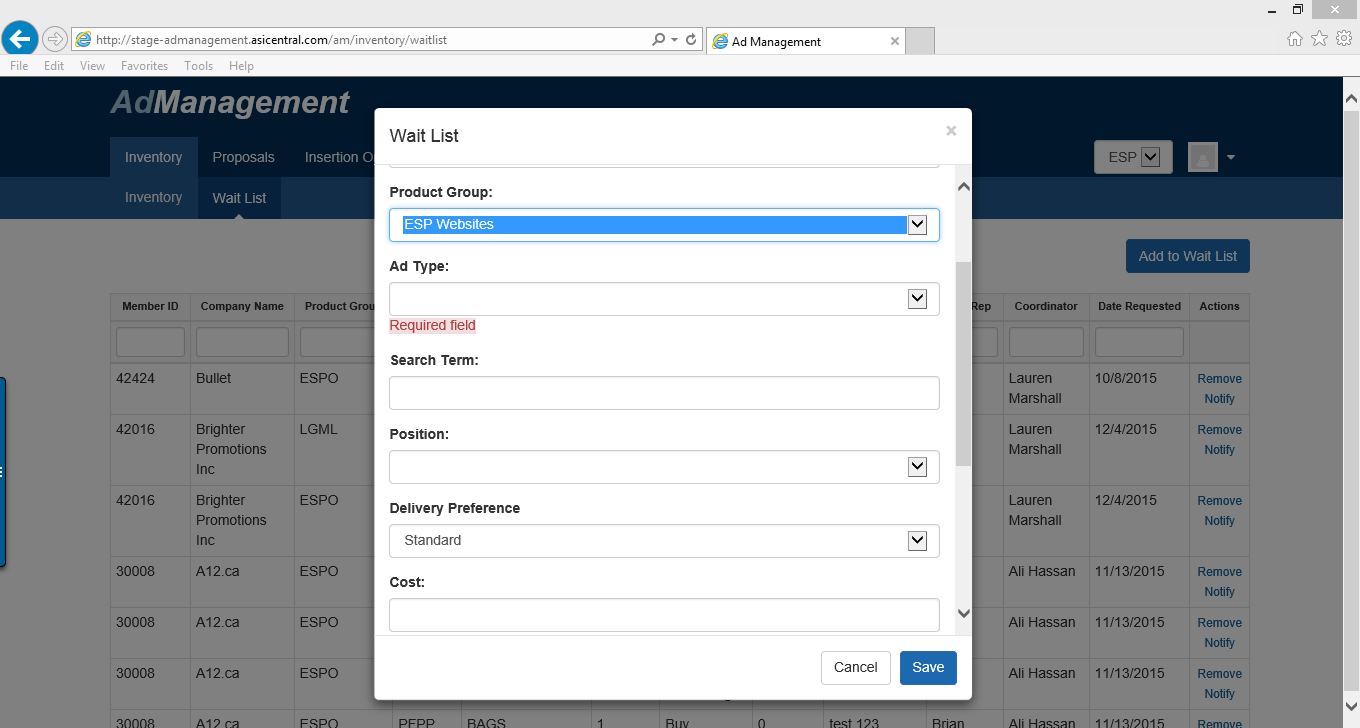 http://stage-admanagement.asicentral.com/am/inventory/waitlist
Ad Management
File Edit View Favorites Tools Help
AdManagement
Inventory Proposals Insertion O
ESP
Inventory Wait List
Add to Wait List
Wait List
Product Group:
ESP Websites
Ad Type:
Required field
Search Term:
Position:
Delivery Preference
Standard
Cost:
Cancel Save
Member ID Company Name Product Grou Rep Coordinator Date Requested Actions
42424 Bullet ESPO Lauren Marshall 10/8/2015 Remove Notify
42016 Brighter Promotions Inc LGML Lauren Marshall 12/4/2015 Remove Notify
42016 Brighter Promotions Inc ESPO Lauren Marshall 12/4/2015 Remove Notify
30008 A12.ca ESPO Ali Hassan 11/13/2015 Remove Notify
30008 A12.ca ESPO Ali Hassan 11/13/2015 Remove Notify
30008 A12.ca ESPO Ali Hassan 11/13/2015 Remove Notify
30008 A12.ca ESPO PEPP BAGS 1 Buy 0 test 123 Brian 11/13/2015 Remove